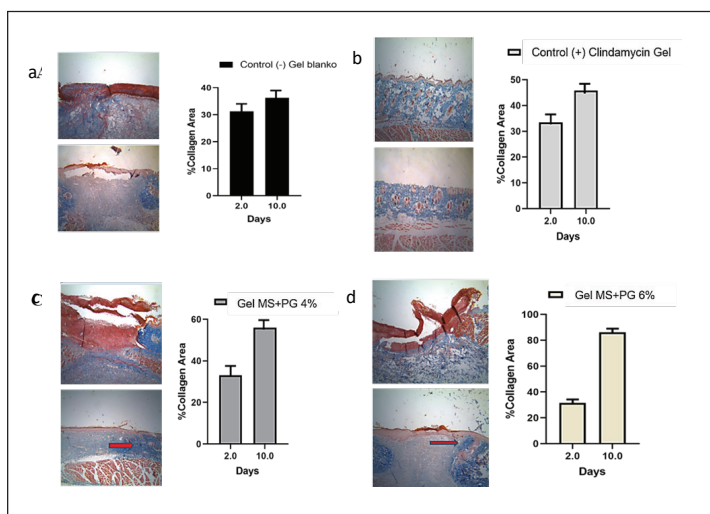 a
Control (-) Gel blanko
%Collagen Area
40
30
20
10
0
2.0 10.0
Days
b
Control (+) Clindamycin Gel
%Collagen Area
50
40
30
20
10
0
2.0 10.0
Days
c
Gel MS+PG 4%
%Collagen Area
60
40
20
0
2.0 10.0
Days
d
Gel MS+PG 6%
%Collagen Area
100
80
60
40
20
0
2.0 10.0
Days